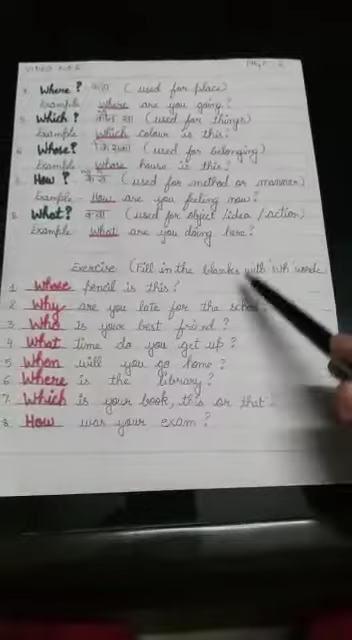 Where? कहाँ (used for place)
Example where are you going?
Which? कौन सा (used for things)
Example which colour is this?
Whose? किसका (used for belonging)
Example whose house is this?
How? कैसे (used for method or manner)
Example - How are you feeling now?
8. What? क्या (used for object/idea/action)
Example What are you doing here?
Exercise (Fill in the blanks with 'wh' words
1 Whose pencil is this?
2 Why are you late for the school?
3 Who is your best friend?
4 What time do you get up?
5 When will you go home?
6 Where is the library?
7. Which is your book, this or that
8. How was your exam?